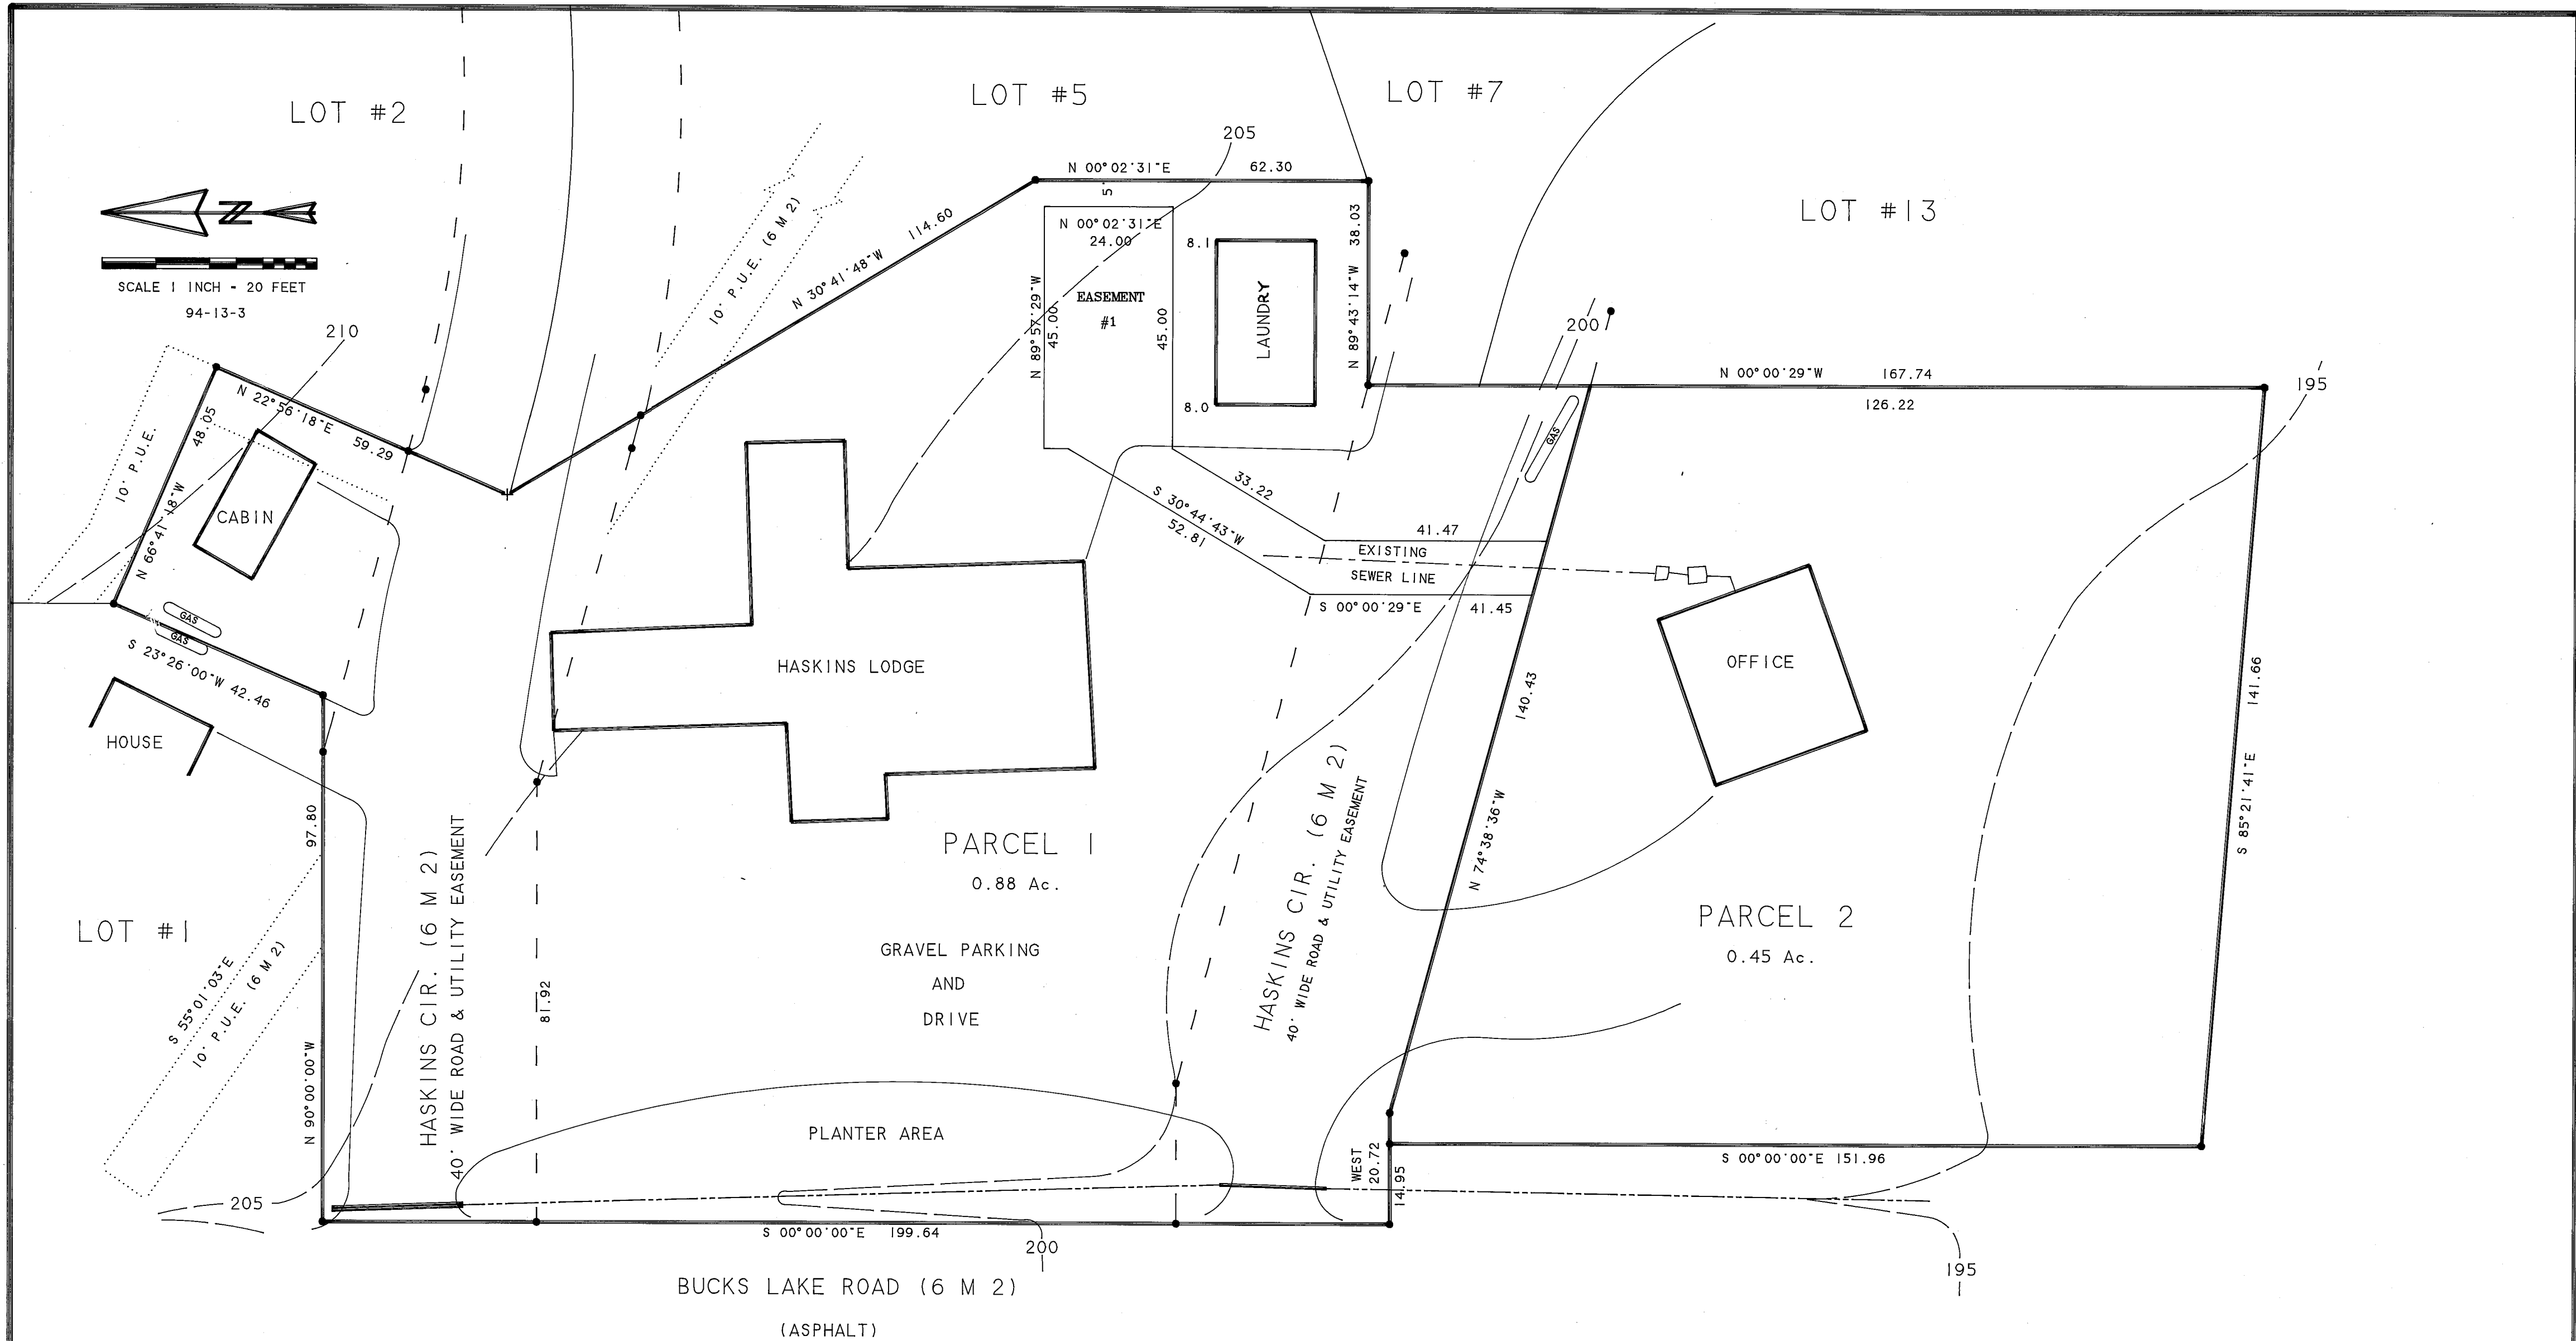 LOT #2
LOT #5
LOT #7
LOT #13
N
SCALE 1 INCH - 20 FEET
94-13-3
210
205
N 00°02'31"E 62.30
5'
N 00°02'31"E
24.00
N 89°57'29"W
45.00
EASEMENT
#1
45.00
8.1
8.0
LAUNDRY
N 89°43'14"W 38.03
N 30°41'48"W 114.60
10' P.U.E. (6 M 2)
200
N 00°00'29"W 167.74
126.22
195
GAS
10' P.U.E.
N 22°56'18"E 59.29
48.05
N 66°41'18"W
CABIN
GAS
GAS
S 23°26'00"W 42.46
HOUSE
33.22
S 30°44'43"W
52.81
41.47
EXISTING
SEWER LINE
S 00°00'29"E 41.45
HASKINS LODGE
OFFICE
140.43
N 74°38'36"W
141.66
S 85°21'41"E
97.80
N 90°00'00"W
HASKINS CIR. (6 M 2)
40' WIDE ROAD & UTILITY EASEMENT
81.92
PARCEL 1
0.88 Ac.
GRAVEL PARKING
AND
DRIVE
HASKINS CIR. (6 M 2)
40' WIDE ROAD & UTILITY EASEMENT
PARCEL 2
0.45 Ac.
LOT #1
S 55°01'03"E
10' P.U.E. (6 M 2)
PLANTER AREA
WEST
20.72
14.95
S 00°00'00"E 151.96
205
S 00°00'00"E 199.64
200
195
BUCKS LAKE ROAD (6 M 2)
(ASPHALT)